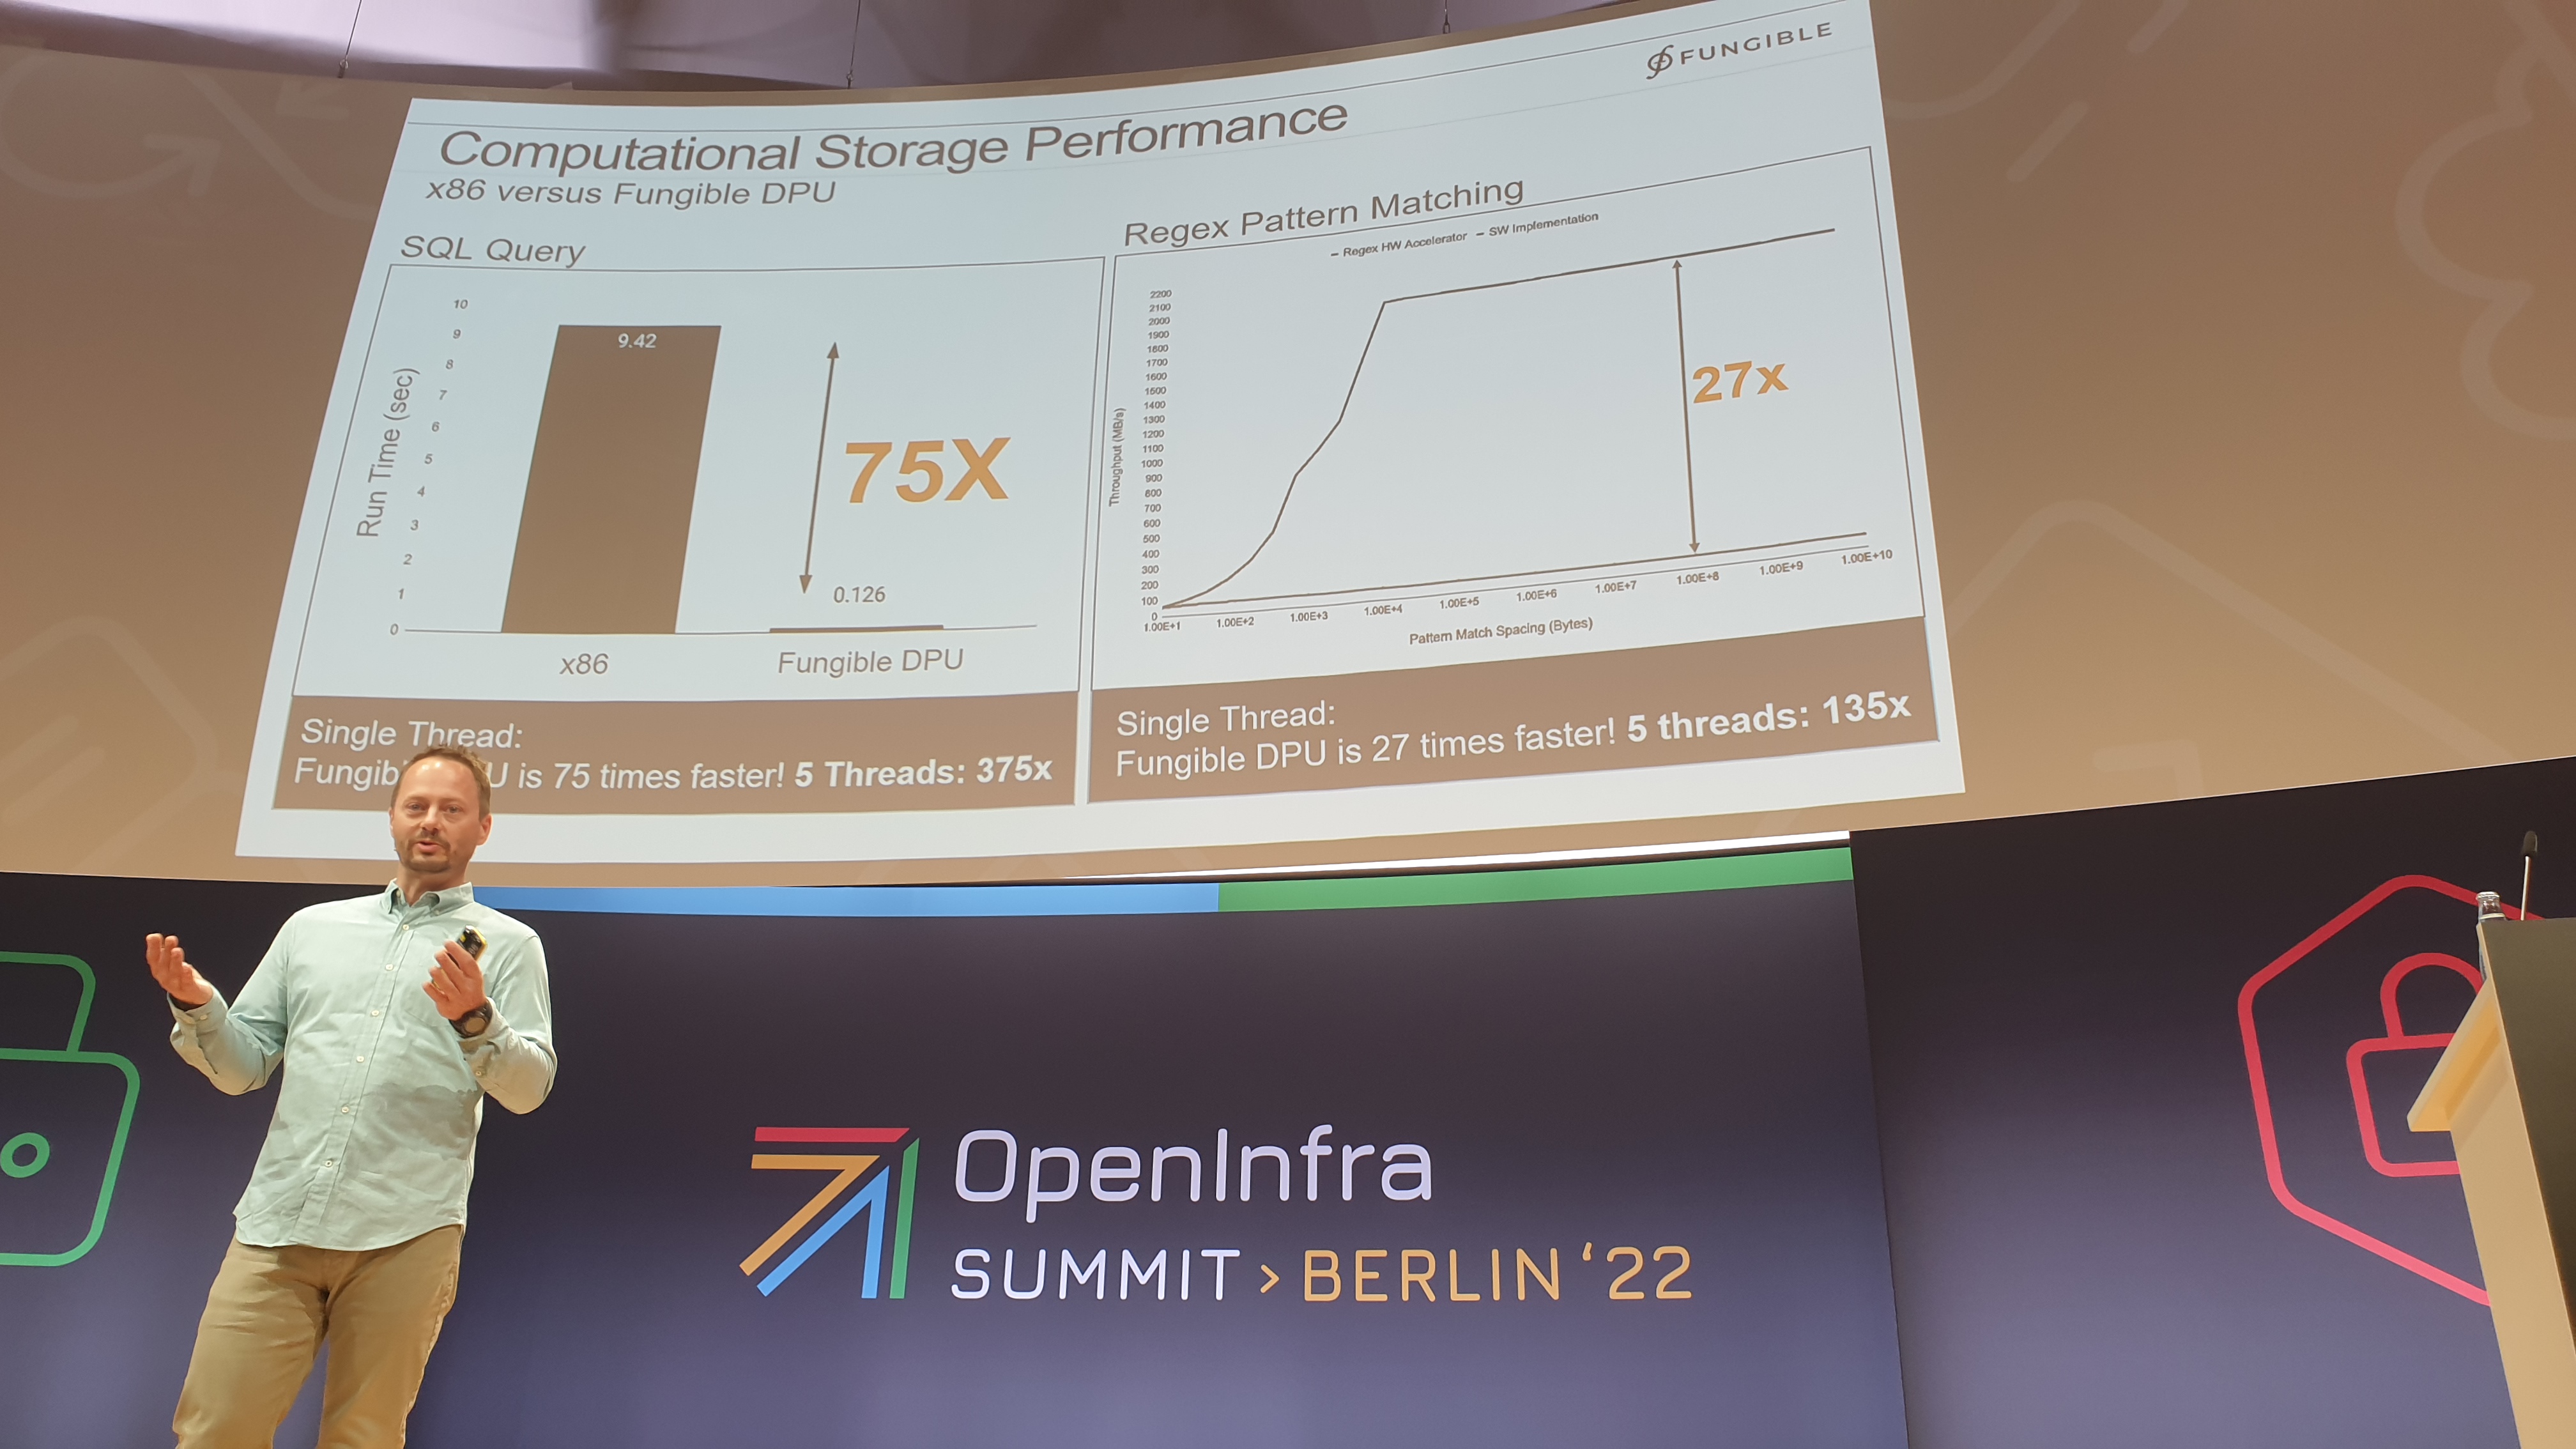 FUNGIBLE
Computational Storage Performance
x86 versus Fungible DPU
SQL Query
Run Time (sec)
10
9
8
7
6
5
4
3
2
1
0
9.42
75X
0.126
x86
Fungible DPU
Single Thread:
Fungib U is 75 times faster! 5 Threads: 375x
Regex Pattern Matching
Regex HW Accelerator
SW Implementation
Throughput (MB/s)
2200
2100
2000
1900
1800
1700
1600
1500
1400
1300
1200
1100
1000
900
800
700
600
500
400
300
200
100
0
27x
1.00E+1
1.00E+2
1.00E+3
1.00E+4
1.00E+5
1.00E+6
1.00E+7
1.00E+8
1.00E+9
1.00E+10
Pattern Match Spacing (Bytes)
Single Thread:
Fungible DPU is 27 times faster! 5 threads: 135x
OpenInfra
SUMMIT > BERLIN '22